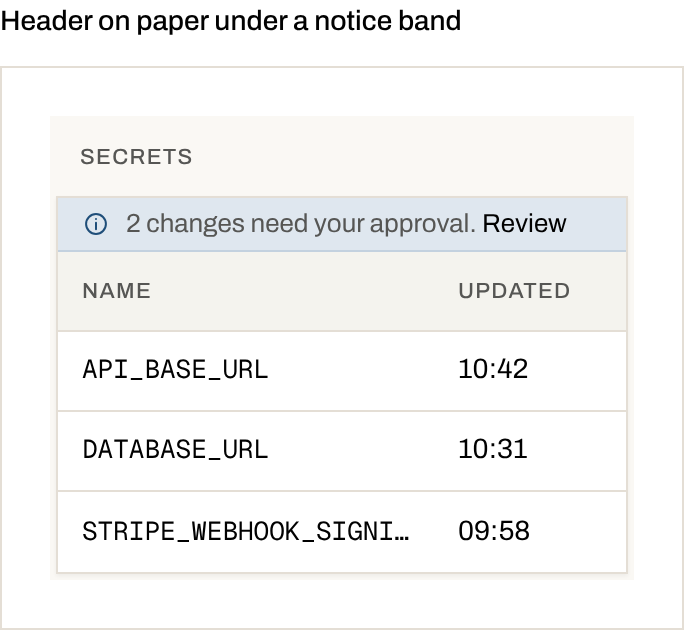 Header on paper under a notice band
SECRETS
2 changes need your approval. Review
NAME UPDATED
API_BASE_URL 10:42
DATABASE_URL 10:31
STRIPE_WEBHOOK_SIGNI… 09:58